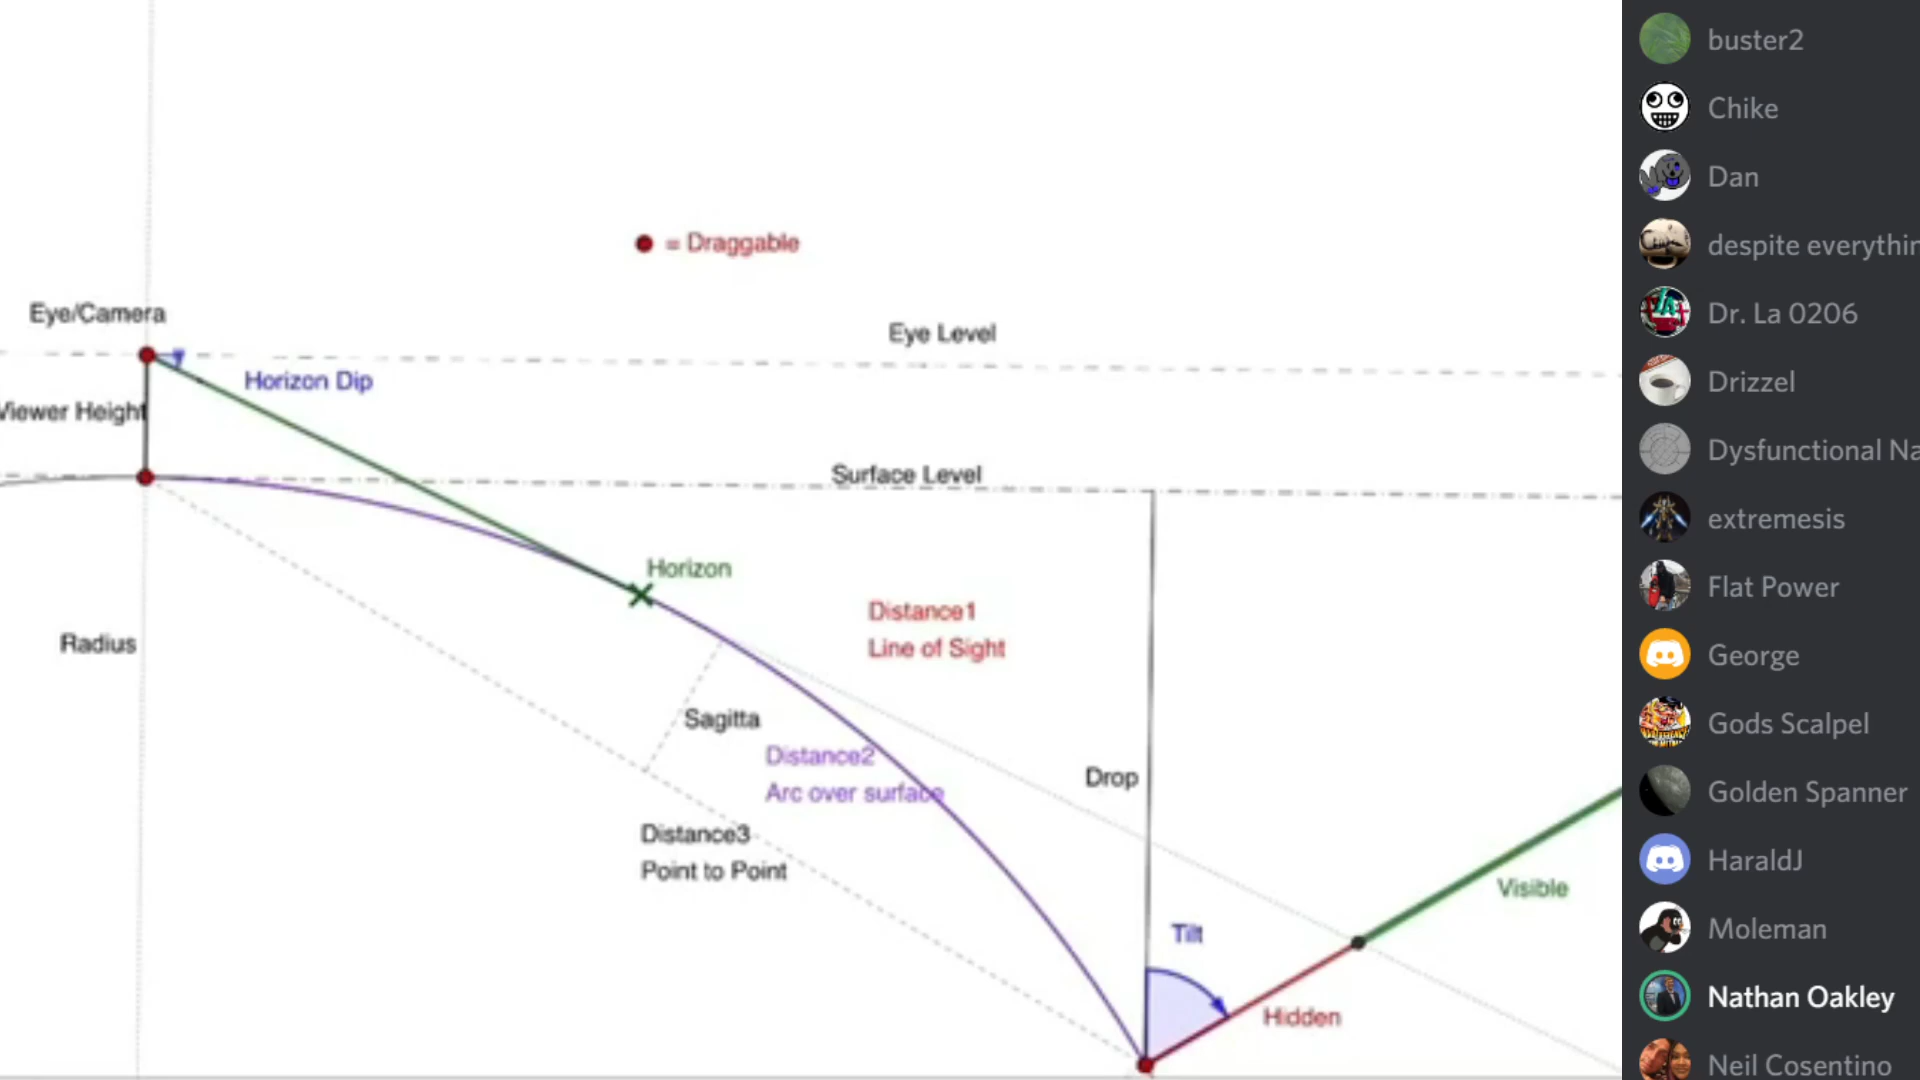 = Draggable
Eye/Camera
Eye Level
Horizon Dip
Viewer Height
Surface Level
Horizon
Distance1
Line of Sight
Radius
Sagitta
Distance2
Arc over surface
Drop
Distance3
Point to Point
Visible
Tilt
Hidden
buster2
Chike
Dan
despite everythin
Dr. La 0206
Drizzel
Dysfunctional Na
extremesis
Flat Power
George
Gods Scalpel
Golden Spanner
HaraldJ
Moleman
Nathan Oakley
Neil Cosentino